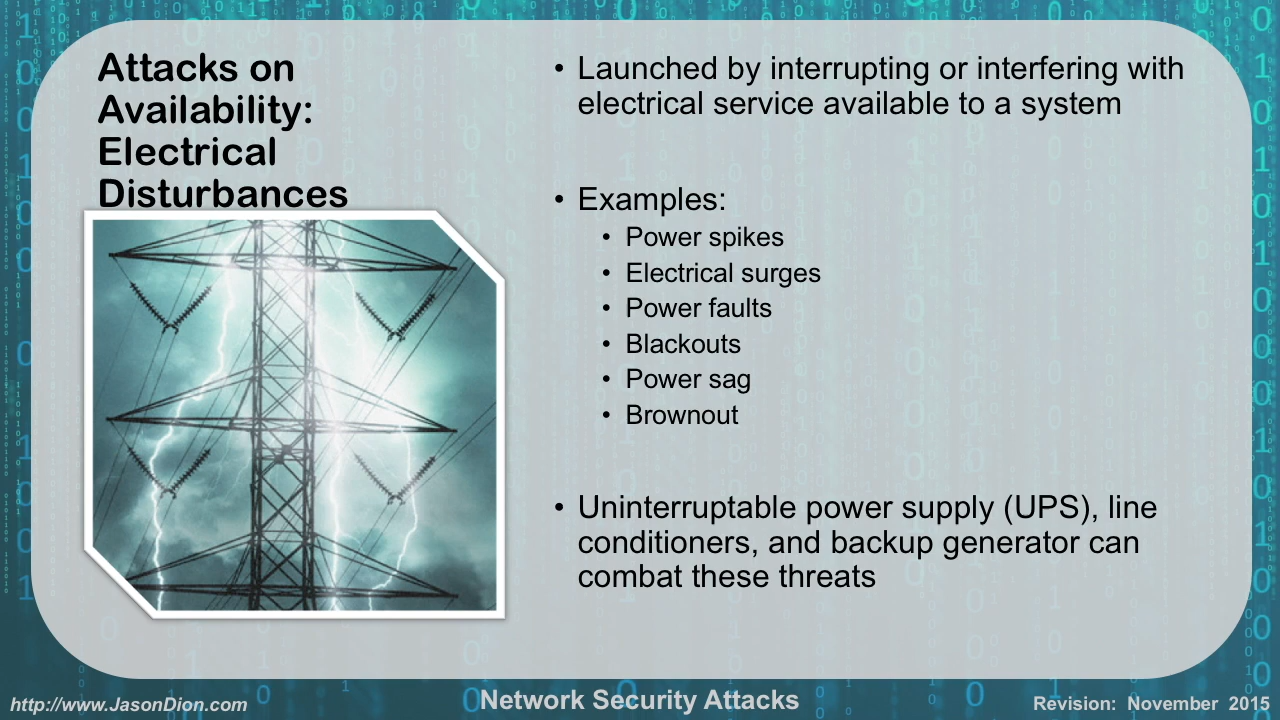 Attacks on
Availability:
Electrical
Disturbances
• Launched by interrupting or interfering with
electrical service available to a system
• Examples:
• Power spikes
• Electrical surges
• Power faults
• Blackouts
• Power sag
• Brownout
• Uninterruptable power supply (UPS), line
conditioners, and backup generator can
combat these threats
http://www.JasonDion.com
Network Security Attacks
Revision: November 2015